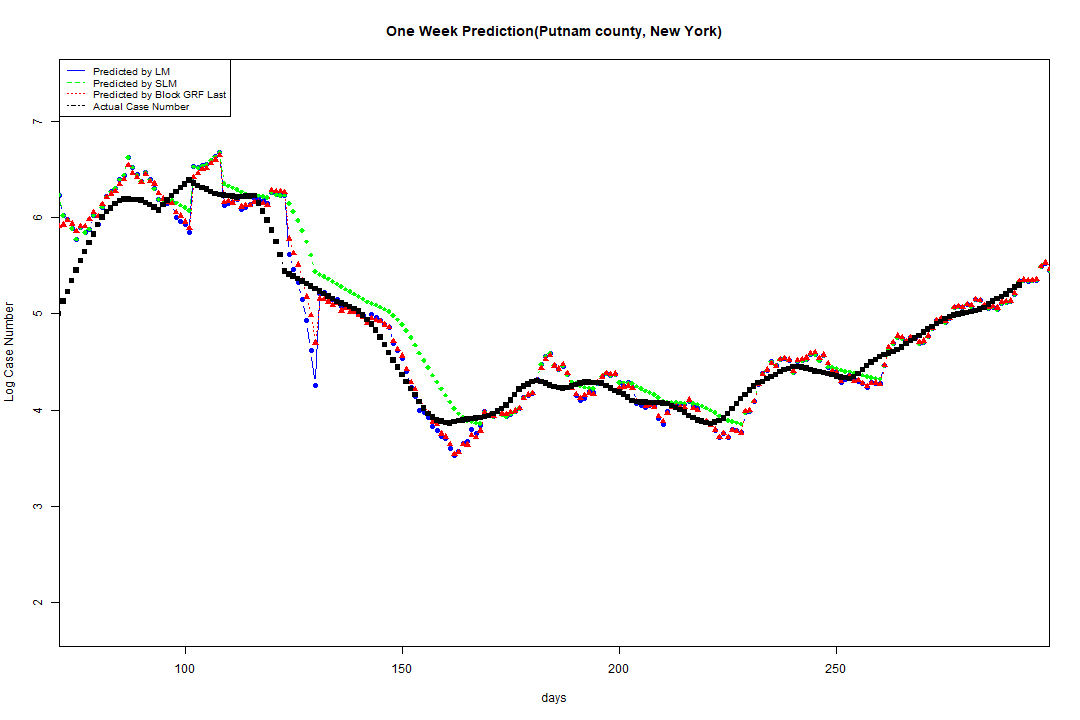 One Week Prediction(Putnam county, New York)
Predicted by LM
Predicted by SLM
Predicted by Block GRF Last
Actual Case Number
7
6
5
4
3
2
Log Case Number
100 150 200 250
days